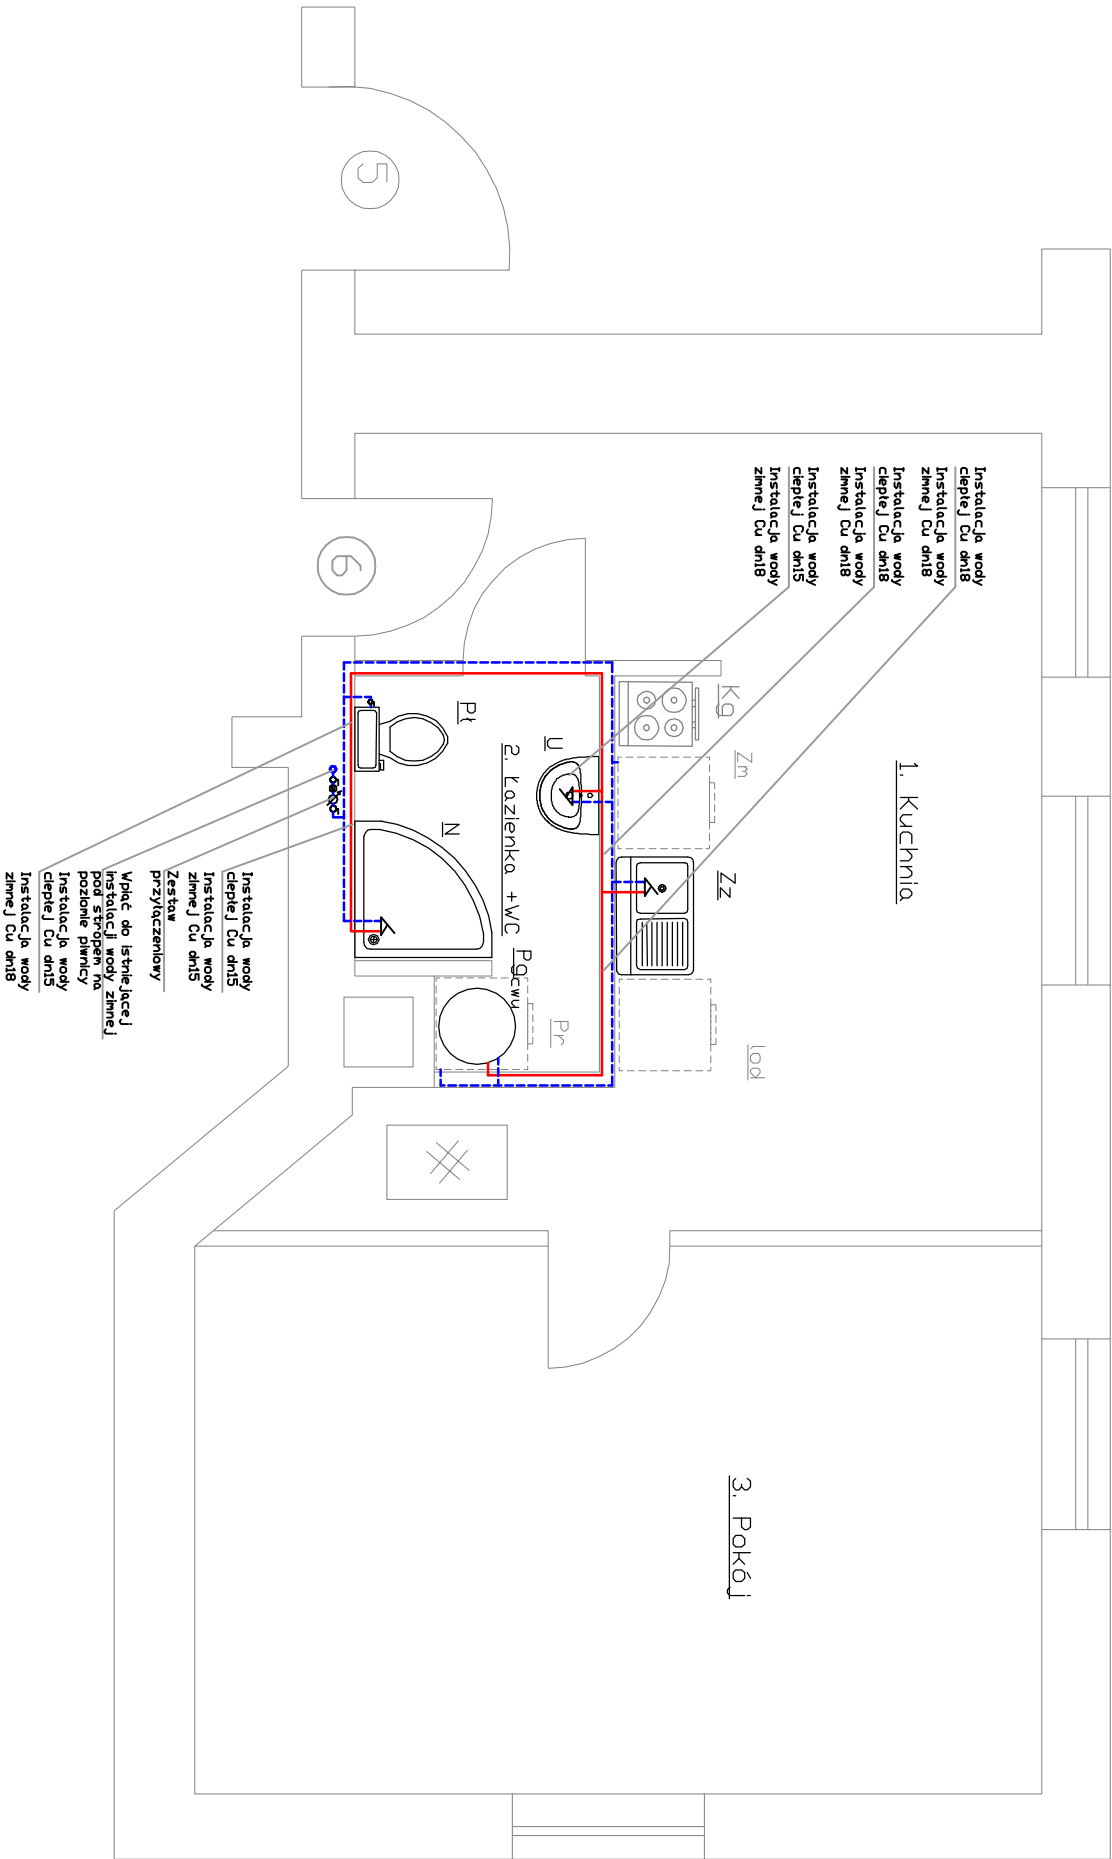 5
6
Instalacja wody
ciepłej Cu dn18
Instalacja wody
zimnej Cu dn18
Instalacja wody
ciepłej Cu dn18
Instalacja wody
zimnej Cu dn18
Instalacja wody
ciepłej Cu dn15
Instalacja wody
zimnej Cu dn18
1. Kuchnia
Kg
Zm
Zz
Lod
Pł
U
2. Łazienka +WC
N
Pgcwu
Pr
3. Pokój
Instalacja wody
ciepłej Cu dn15
Instalacja wody
zimnej Cu dn15
Zestaw
przyłączeniowy
Wpiąć do istniejącej
instalacji wody zimnej
pod stropem na
poziomie piwnicy
Instalacja wody
ciepłej Cu dn15
Instalacja wody
zimnej Cu dn18